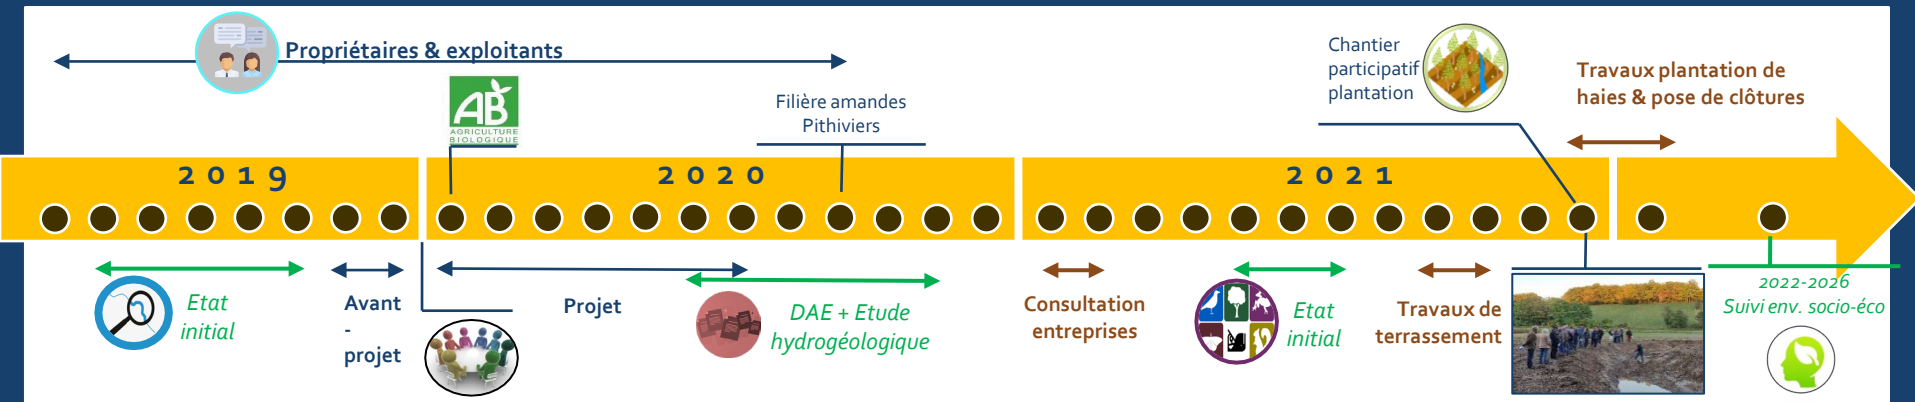 Propriétaires & exploitants
AB
AGRICULTURE
BIOLOGIQUE
Filière amandes
Pithiviers
Chantier
participatif
plantation
Travaux plantation de
haies & pose de clôtures
2019
2020
2021
Etat
initial
Avant
-
projet
Projet
DAE + Etude
hydrogéologique
Consultation
entreprises
Etat
initial
Travaux de
terrassement
2022-2026
Suivi env. socio-éco